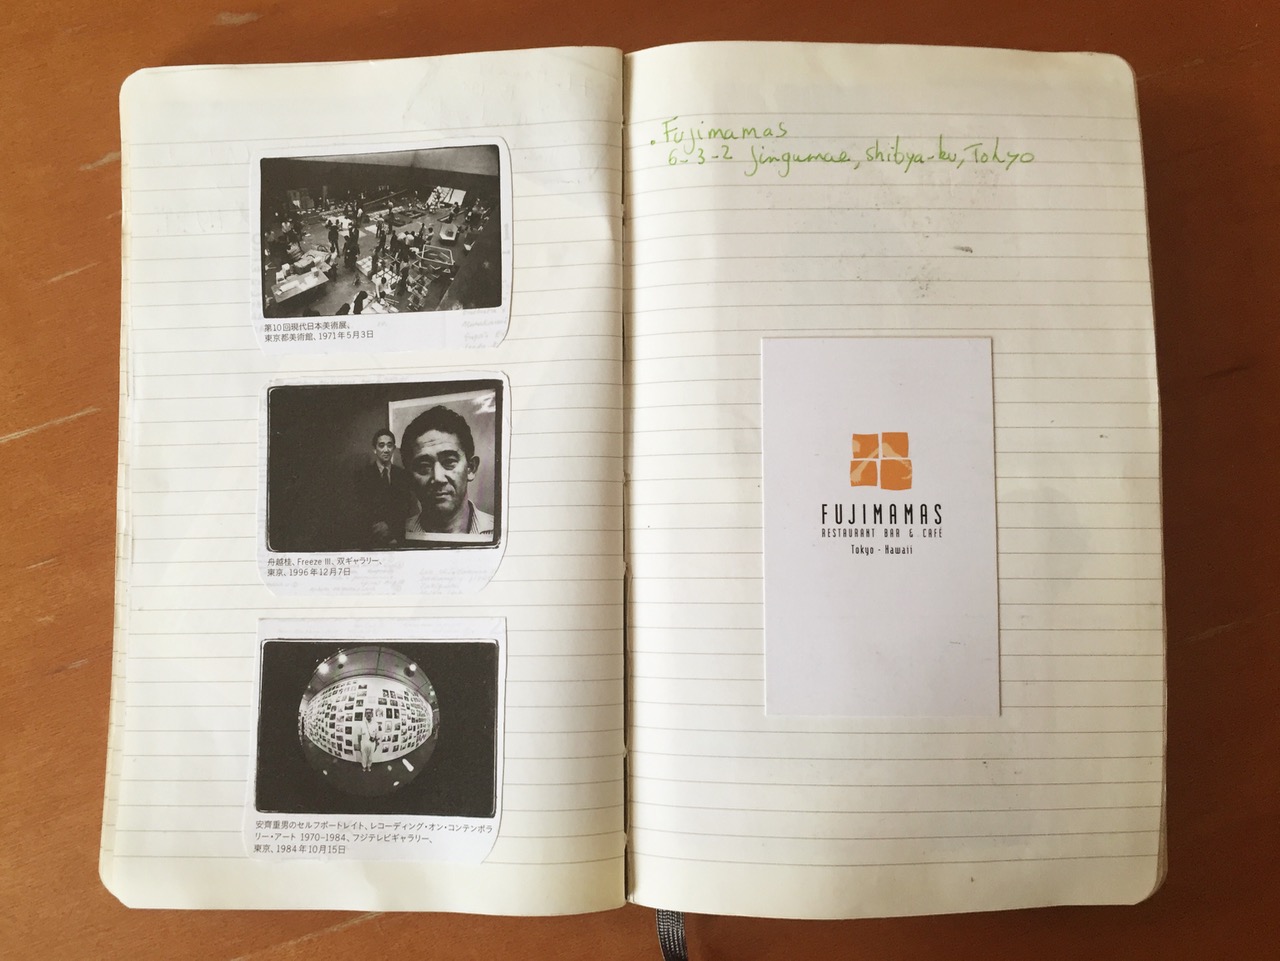 第10回現代日本美術展、
東京都美術館、1971年5月3日
舟越桂、Freeze III、双ギャラリー、
東京、1996年12月7日
安齊重男のセルフポートレイト、レコーディング・オン・コンテンポラ
リー・アート 1970-1984、フジテレビギャラリー、
東京、1984年10月15日
Fujimamas
6-3-2 Jingumae, shibya-ku, Tokyo
FUJIMAMAS
RESTAURANT BAR & CAFÉ
Tokyo - Hawaii